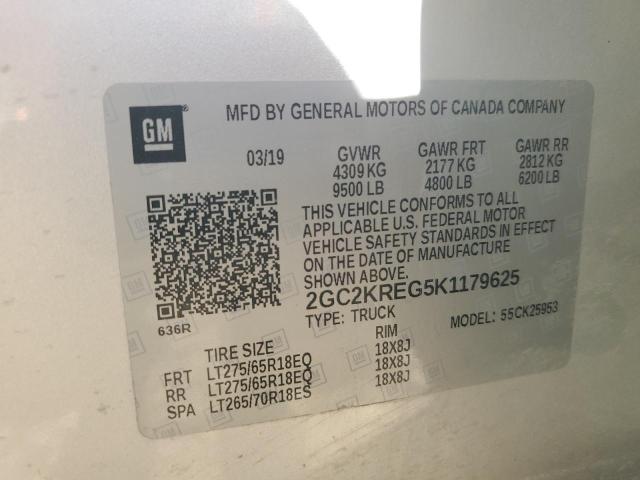 GM
MFD BY GENERAL MOTORS OF CANADA COMPANY
03/19 GVWR GAWR FRT GAWR RR
4309 KG 2177 KG 2812 KG
9500 LB 4800 LB 6200 LB
THIS VEHICLE CONFORMS TO ALL
APPLICABLE U.S. FEDERAL MOTOR
VEHICLE SAFETY STANDARDS IN EFFECT
ON THE DATE OF MANUFACTURE
SHOWN ABOVE.
2GC2KREG5K1179625
636R
TYPE: TRUCK MODEL: 55CK25953
TIRE SIZE RIM
FRT LT275/65R18EQ 18X8J
RR LT275/65R18EQ 18X8J
SPA LT265/70R18ES 18X8J